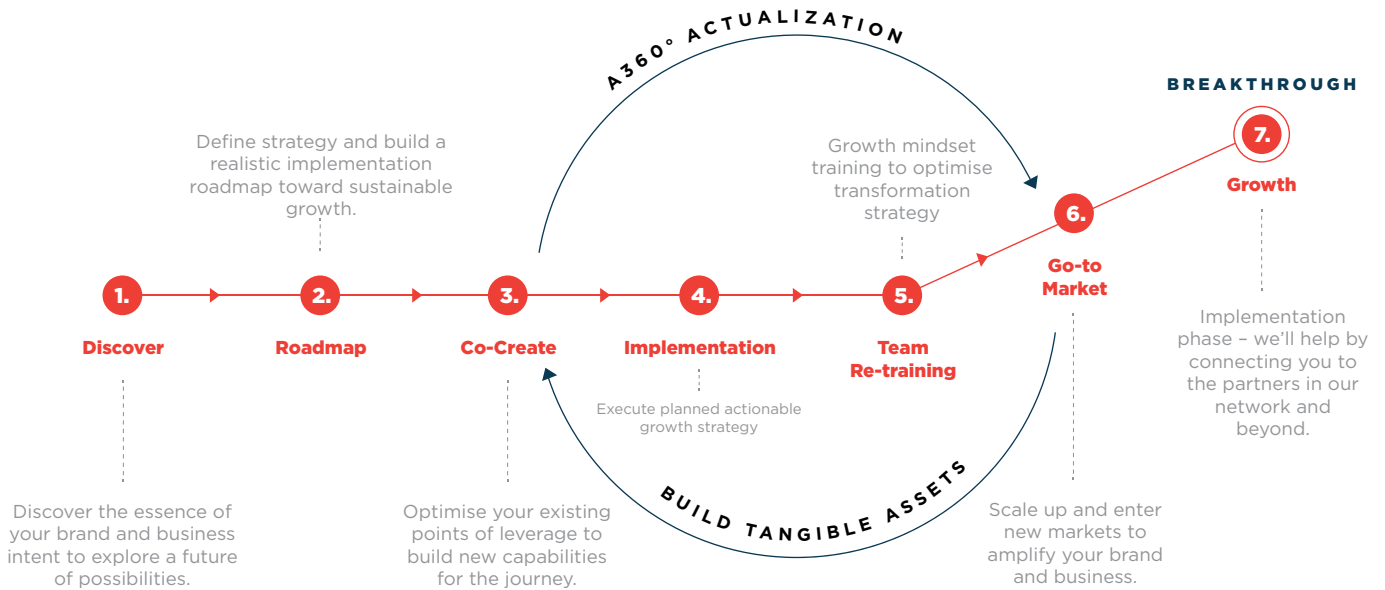 A360° ACTUALIZATION
BREAKTHROUGH
7.
Growth
Define strategy and build a
realistic implementation
roadmap toward sustainable
growth.
Growth mindset
training to optimise
transformation
strategy
6.
Go-to
Market
1.
Discover
2.
Roadmap
3.
Co-Create
4.
Implementation
5.
Team
Re-training
Implementation
phase – we’ll help by
connecting you to
the partners in our
network and
beyond.
Execute planned actionable
growth strategy
BUILD TANGIBLE ASSETS
Discover the essence of
your brand and business
intent to explore a future
of possibilities.
Optimise your existing
points of leverage to
build new capabilities
for the journey.
Scale up and enter
new markets to
amplify your brand
and business.